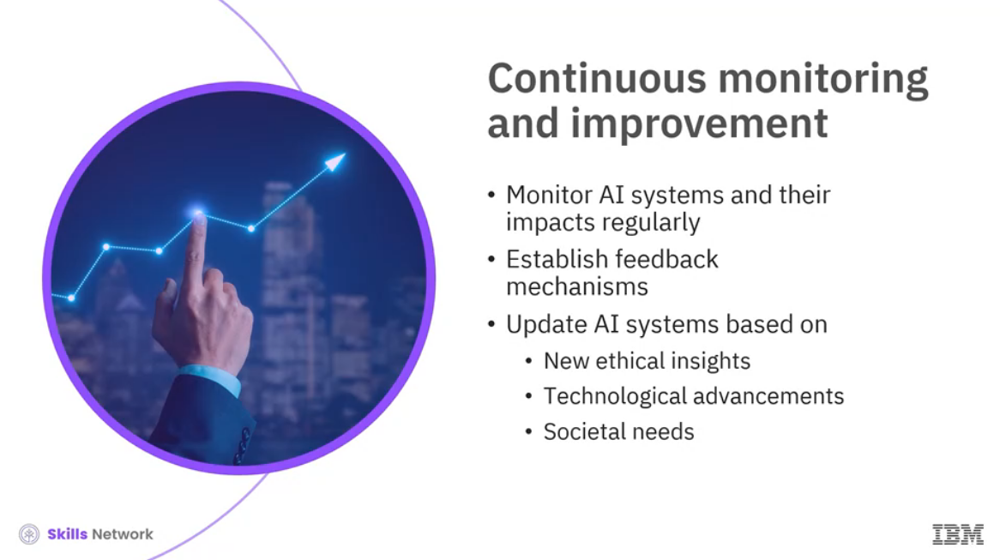 Continuous monitoring
and improvement
• Monitor AI systems and their
impacts regularly
• Establish feedback
mechanisms
• Update AI systems based on
• New ethical insights
• Technological advancements
• Societal needs
Skills Network
IBM